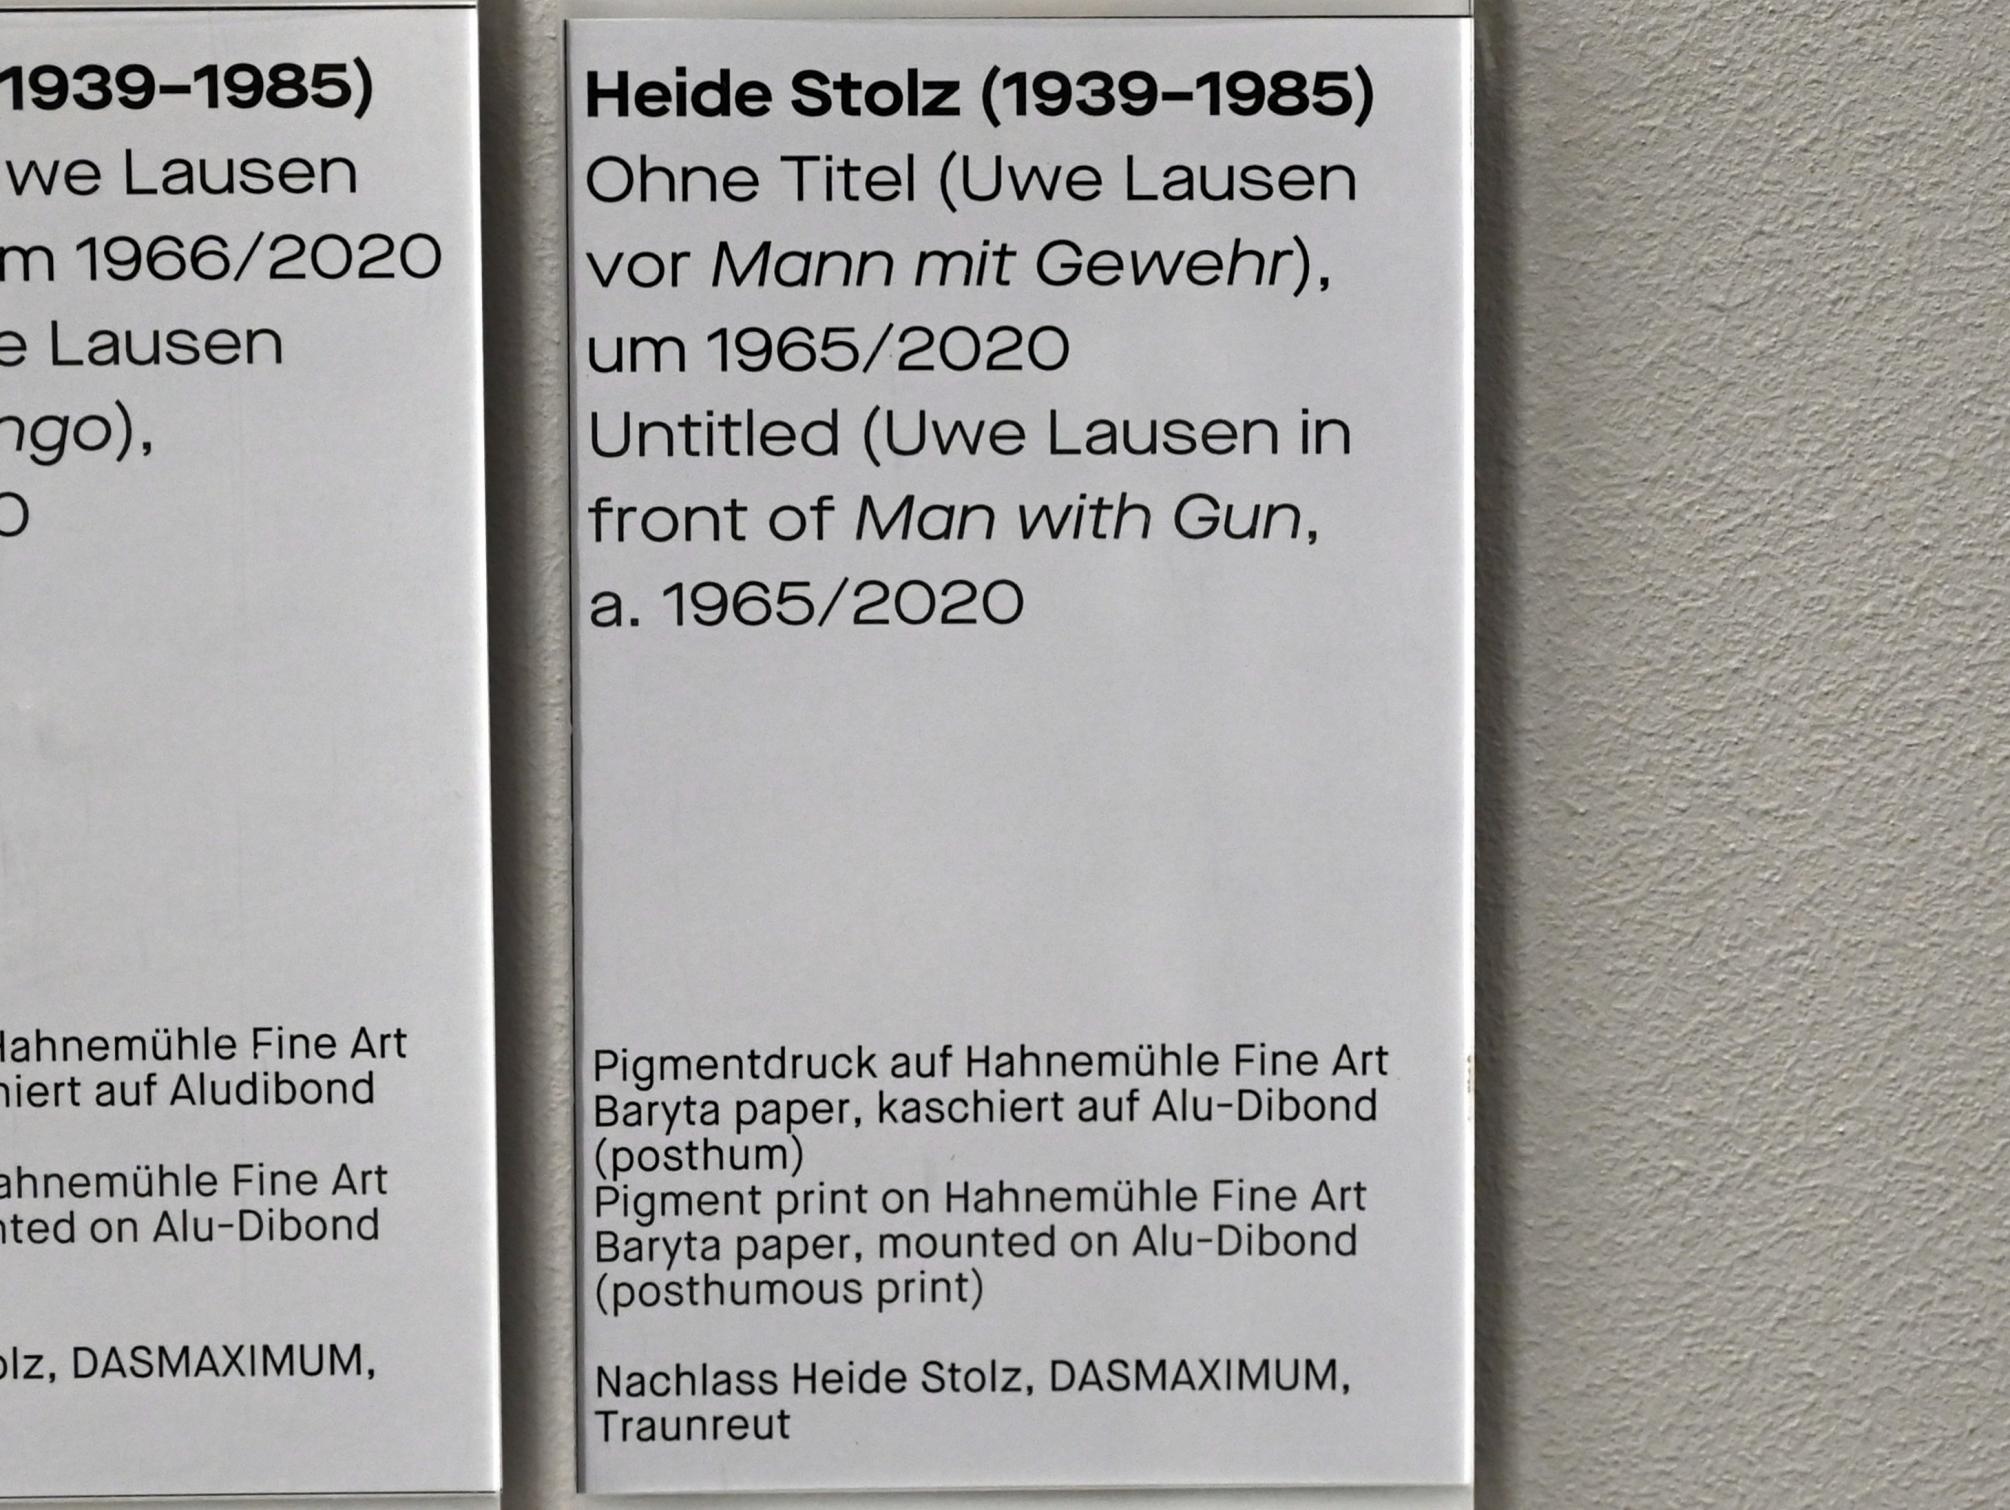 1939–1985)
we Lausen
m 1966/2020
e Lausen
ngo),
0
Hahnemühle Fine Art
niert auf Aludibond
ahnemühle Fine Art
nted on Alu-Dibond
olz, DASMAXIMUM,
Heide Stolz (1939–1985)
Ohne Titel (Uwe Lausen
vor Mann mit Gewehr),
um 1965/2020
Untitled (Uwe Lausen in
front of Man with Gun,
a. 1965/2020
Pigmentdruck auf Hahnemühle Fine Art
Baryta paper, kaschiert auf Alu-Dibond
(posthum)
Pigment print on Hahnemühle Fine Art
Baryta paper, mounted on Alu-Dibond
(posthumous print)
Nachlass Heide Stolz, DASMAXIMUM,
Traunreut